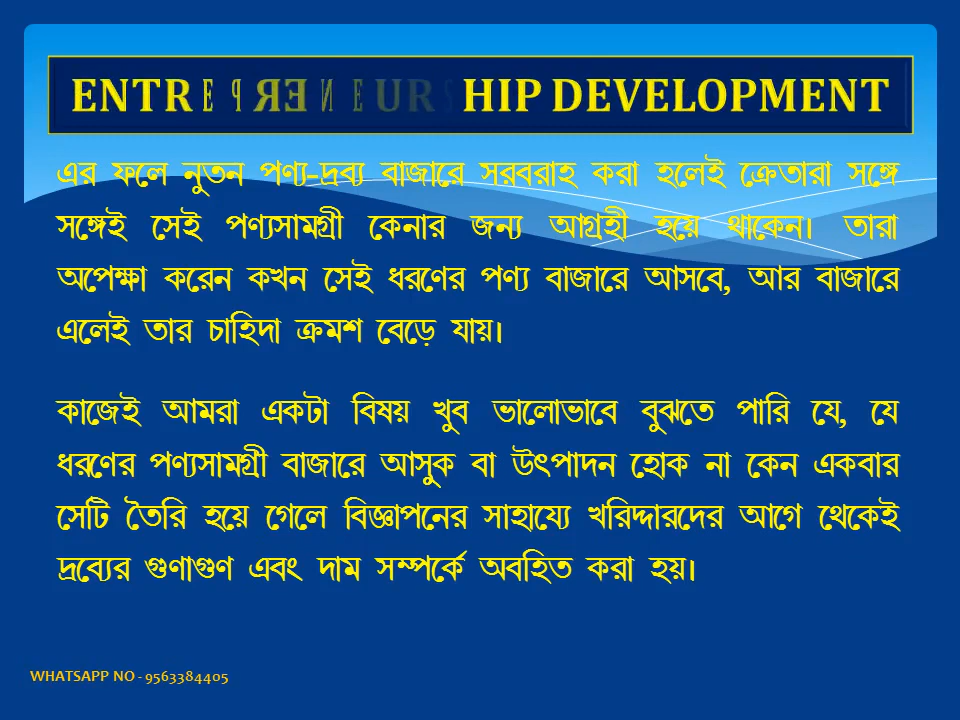 ENTREPRENEURSHIP DEVELOPMENT
এর ফলে নুতন পণ্য-দ্রব্য বাজারে সরবরাহ করা হলেই ক্রেতারা সঙ্গে
সঙ্গেই সেই পণ্যসামগ্রী কেনার জন্য আগ্রহী হয়ে থাকেন। তারা
অপেক্ষা করেন কখন সেই ধরণের পণ্য বাজারে আসবে, আর বাজারে
এলেই তার চাহিদা ক্রমশ বেড়ে যায়।
কাজেই আমরা একটা বিষয় খুব ভালোভাবে বুঝতে পারি যে, যে
ধরণের পণ্যসামগ্রী বাজারে আসুক বা উৎপাদন হোক না কেন একবার
সেটি তৈরি হয়ে গেলে বিজ্ঞাপনের সাহায্যে খরিদ্দারদের আগে থেকেই
দ্রব্যের গুণাগুণ এবং দাম সম্পর্কে অবহিত করা হয়।
WHATSAPP NO - 9563384405